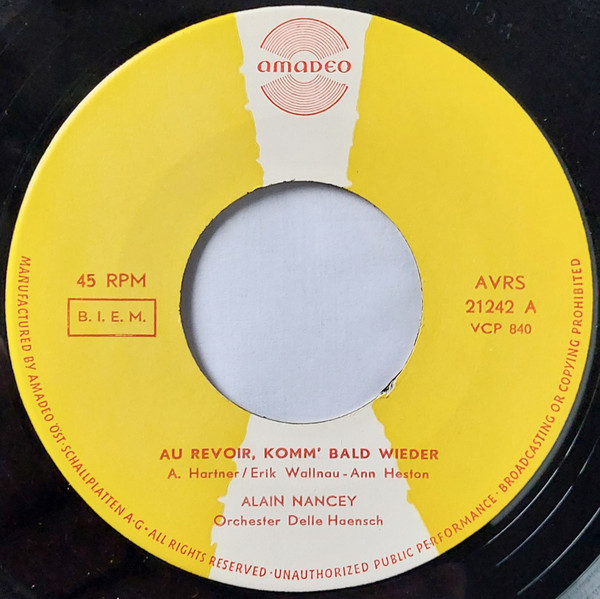 AMADEO
45 RPM
B. I. E. M.
AVRS
21242 A
VCP 840
AU REVOIR, KOMM' BALD WIEDER
A. Hartner/Erik Wallnau-Ann Heston
ALAIN NANCEY
Orchester Delle Haensch
MANUFACTURED BY AMADEO ÖST. SCHALLPLATTEN A·G·ALL RIGHTS RESERVED·UNAUTHORIZED PUBLIC PERFORMANCE·BROADCASTING OR COPYING PROHIBITED